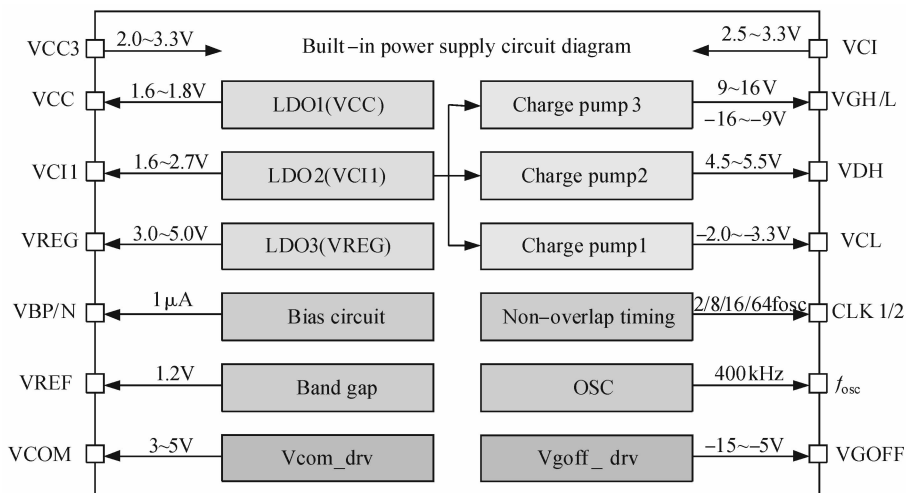 VCC3 2.0~3.3V Built-in power supply circuit diagram 2.5~3.3V VCI
VCC 1.6~1.8V LDO1(VCC) Charge pump 3 9~16V VGH/L
-16~-9V
VCI1 1.6~2.7V LDO2(VCI1) Charge pump2 4.5~5.5V VDH
VREG 3.0~5.0V LDO3(VREG) Charge pump1 -2.0~-3.3V VCL
VBP/N 1μA Bias circuit Non-overlap timing 2/8/16/64fosc CLK 1/2
VREF 1.2V Band gap OSC 400kHz fosc
VCOM 3~5V Vcom_drv Vgoff_ drv -15~-5V VGOFF